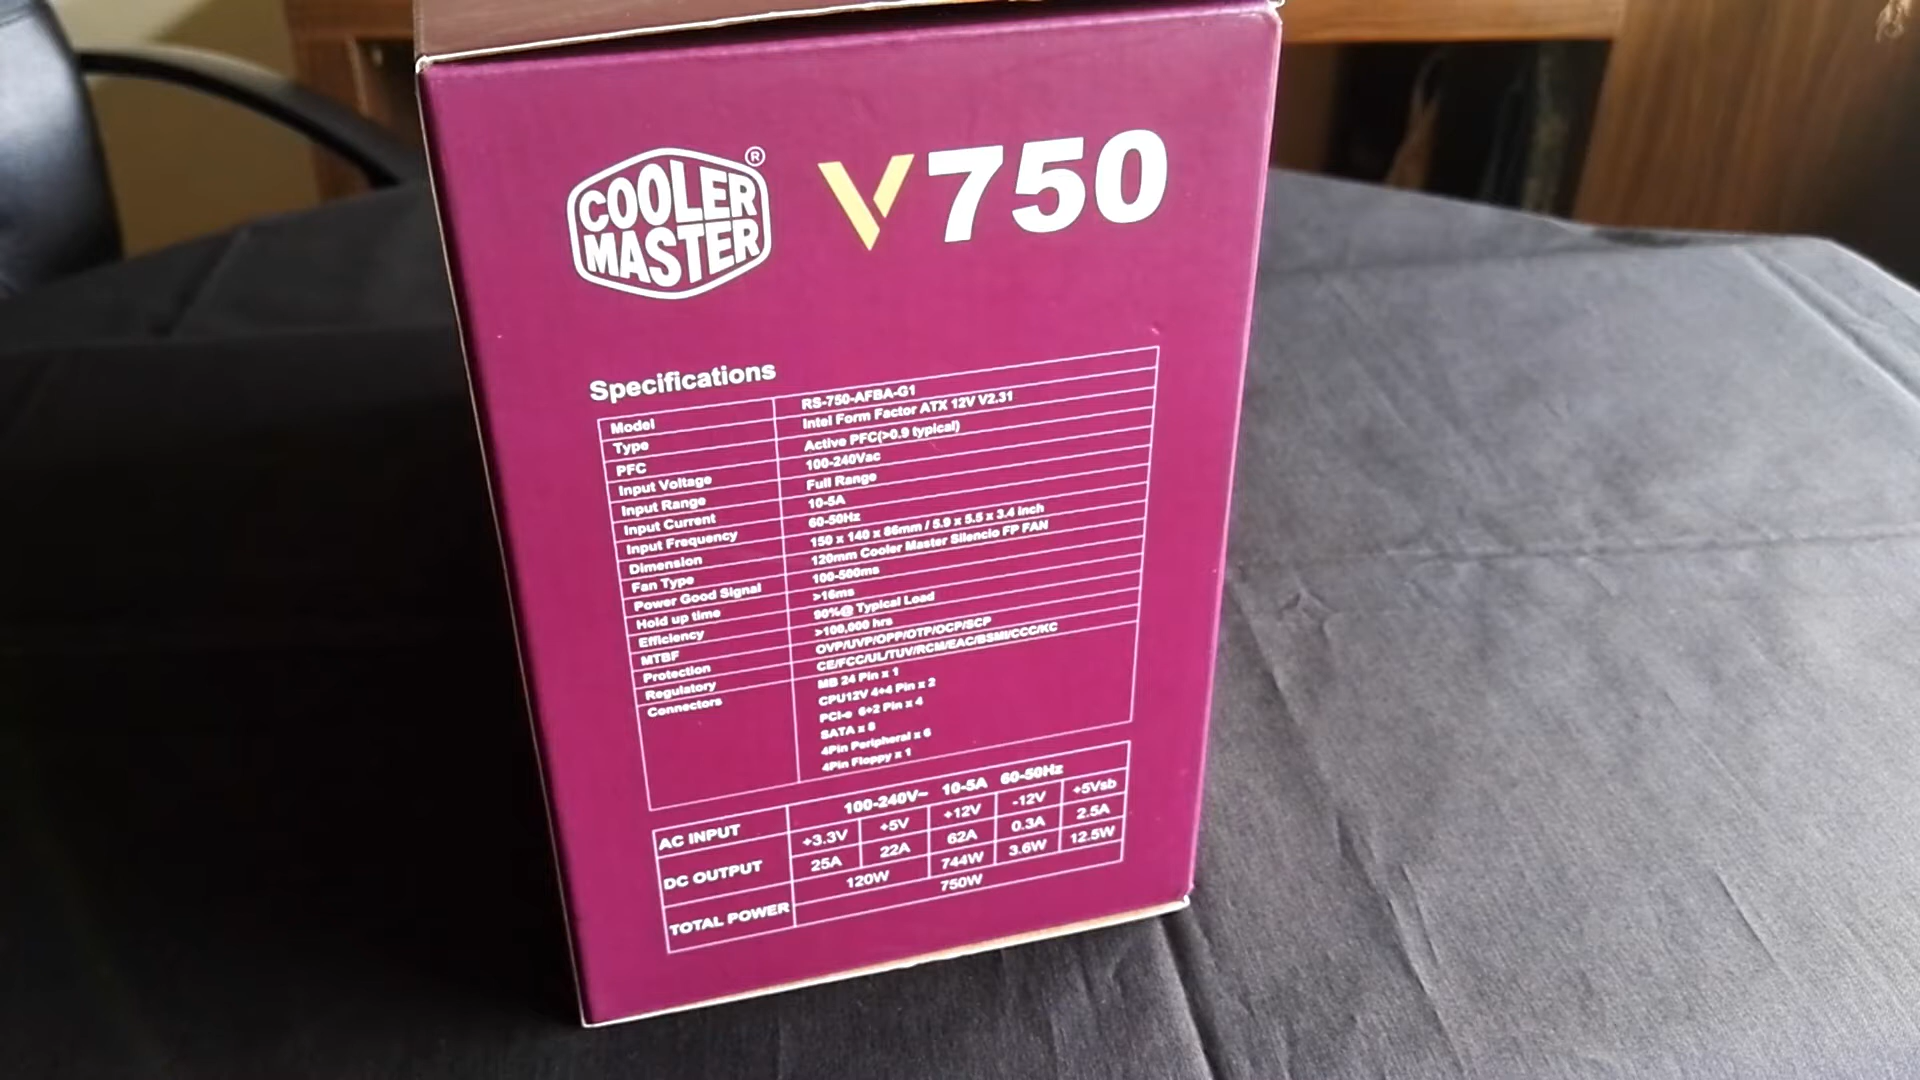 COOLER MASTER ®
V750
Specifications
Model RS-750-AFBA-G1
Type Intel Form Factor ATX 12V V2.31
PFC Active PFC(>0.9 typical)
Input Voltage 100-240Vac
Input Range Full Range
Input Current 10-5A
Input Frequency 60-50Hz
Dimension 150 x 140 x 86mm / 5.9 x 5.5 x 3.4 inch
Fan Type 120mm Cooler Master Silencio FP FAN
Power Good Signal 100-500ms
Hold up time >16ms
Efficiency 90%@ Typical Load
MTBF >100,000 hrs
Protection OVP/UVP/OPP/OTP/OCP/SCP
Regulatory CE/FCC/UL/TUV/RCM/EAC/BSMI/CCC/KC
Connectors MB 24 Pin x 1
CPU12V 4+4 Pin x 2
PCI-e 6+2 Pin x 4
SATA x 8
4Pin Peripheral x 6
4Pin Floppy x 1
AC INPUT 100-240V~ 10-5A 60-50Hz
DC OUTPUT +3.3V +5V +12V -12V +5Vsb
25A 22A 62A 0.3A 2.5A
120W 744W 3.6W 12.5W
TOTAL POWER 750W